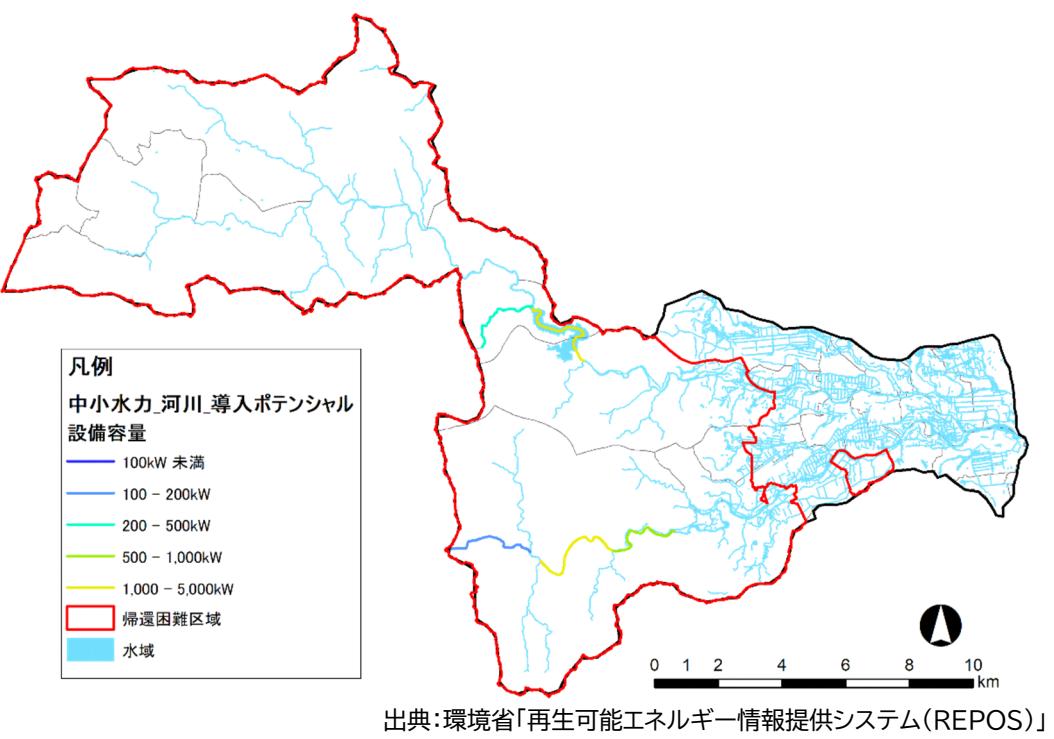 凡例
中小水力_河川_導入ポテンシャル
設備容量
100kW 未満
100 - 200kW
200 - 500kW
500 - 1,000kW
1,000 - 5,000kW
帰還困難区域
水域
0 1 2 4 6 8 10
km
出典:環境省「再生可能エネルギー情報提供システム(REPOS)」